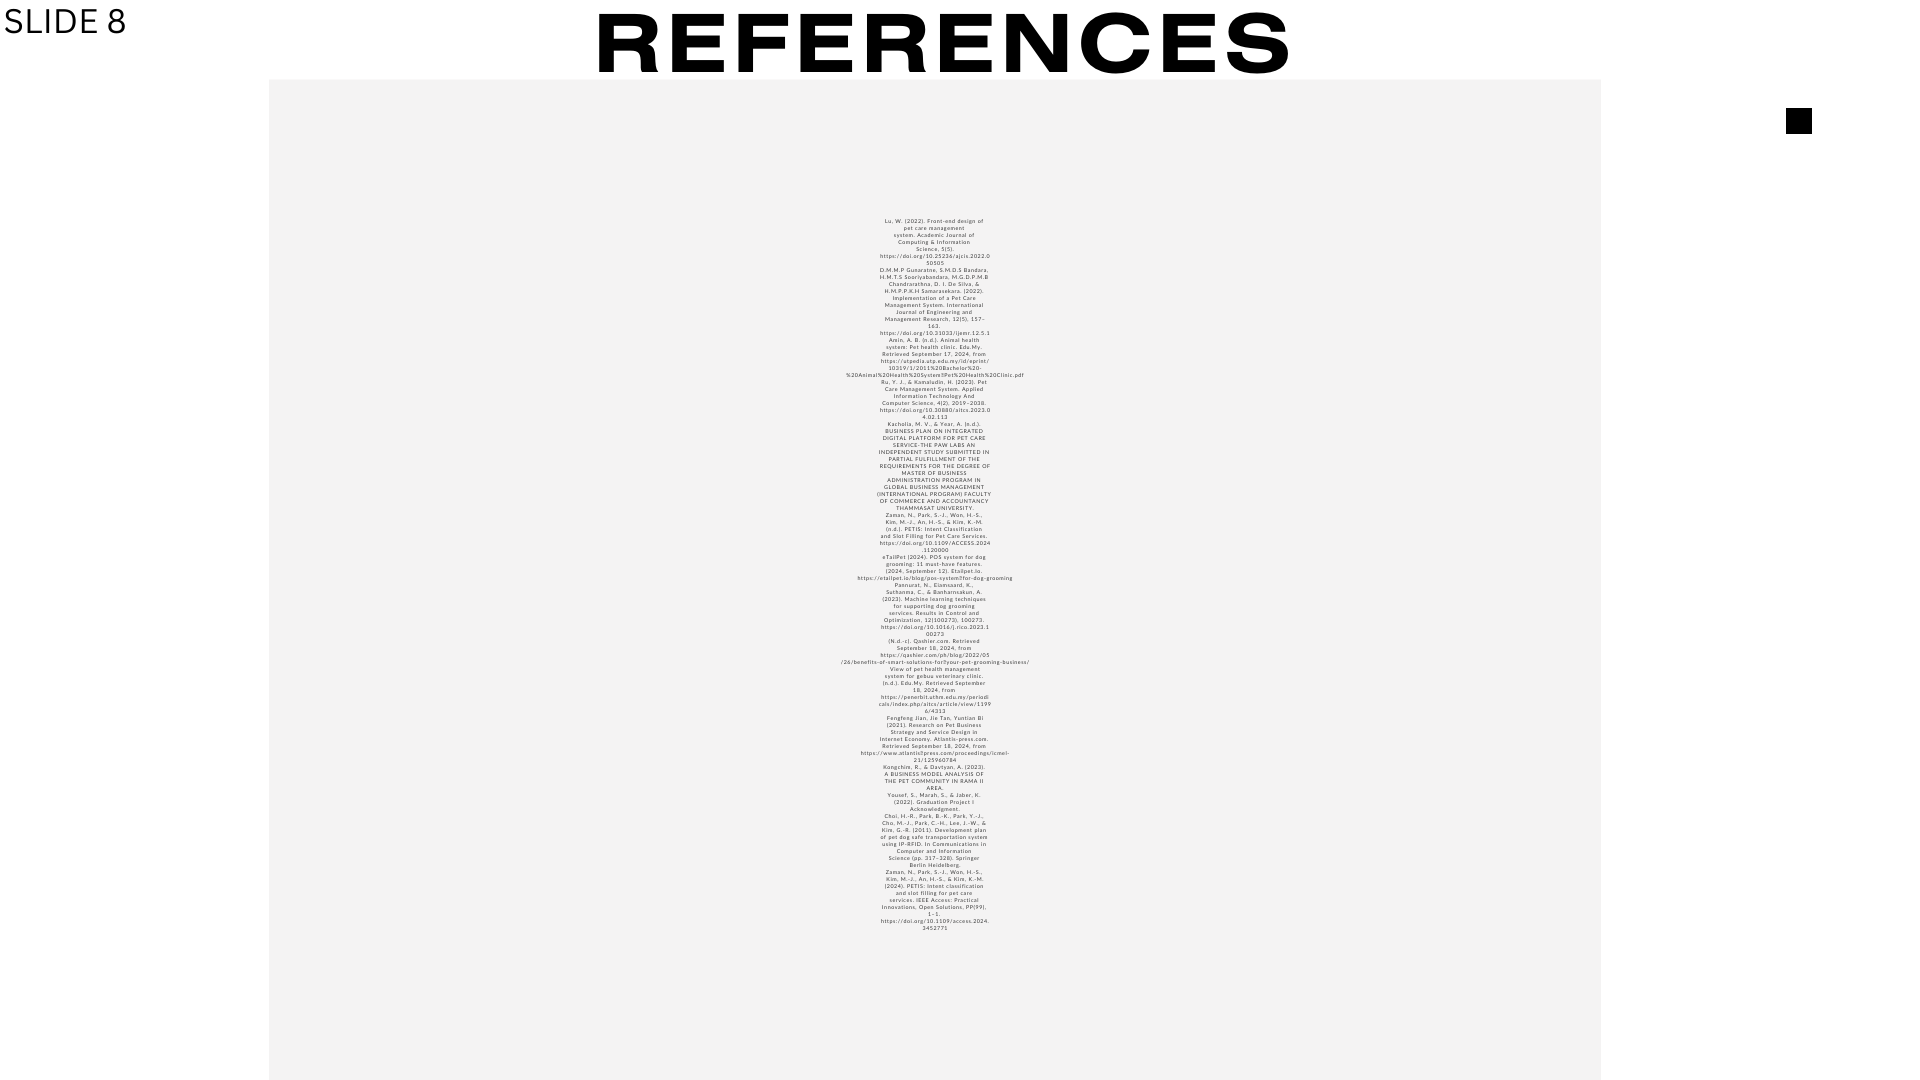 SLIDE 8
REFERENCES
Lu, W. (2022). Front-end design of
pet care management
system. Academic Journal of
Computing & Information
Science, 5(5).
https://doi.org/10.25236/ajcis.2022.0
50505
D.M.M.P Gunaratne, S.M.D.S Bandara,
H.M.T.S Sooriyabandara, M.G.D.P.M.B
Chandrarathna, D. I. De Silva, &
H.M.P.P.K.H Samarasekara. (2022).
Implementation of a Pet Care
Management System. International
Journal of Engineering and
Management Research, 12(5), 157–
163.
https://doi.org/10.31033/ijemr.12.5.1
Amin, A. B. (n.d.). Animal health
system: Pet health clinic. Edu.My.
Retrieved September 17, 2024, from
https://utpedia.utp.edu.my/id/eprint/
10319/1/2011%20Bachelor%20-
%20Animal%20Health%20System‐Pet%20Health%20Clinic.pdf
Ru, Y. J., & Kamaludin, H. (2023). Pet
Care Management System. Applied
Information Technology And
Computer Science, 4(2), 2019–2038.
https://doi.org/10.30880/aitcs.2023.0
4.02.113
Kacholia, M. V., & Year, A. (n.d.).
BUSINESS PLAN ON INTEGRATED
DIGITAL PLATFORM FOR PET CARE
SERVICE-THE PAW LABS AN
INDEPENDENT STUDY SUBMITTED IN
PARTIAL FULFILLMENT OF THE
REQUIREMENTS FOR THE DEGREE OF
MASTER OF BUSINESS
ADMINISTRATION PROGRAM IN
GLOBAL BUSINESS MANAGEMENT
(INTERNATIONAL PROGRAM) FACULTY
OF COMMERCE AND ACCOUNTANCY
THAMMASAT UNIVERSITY.
Zaman, N., Park, S.-J., Won, H.-S.,
Kim, M.-J., An, H.-S., & Kim, K.-M.
(n.d.). PETIS: Intent Classification
and Slot Filling for Pet Care Services.
https://doi.org/10.1109/ACCESS.2024
.1120000
eTailPet (2024). POS system for dog
grooming: 11 must-have features.
(2024, September 12). Etailpet.Io.
https://etailpet.io/blog/pos-system‐for-dog-grooming
Pannurat, N., Eiamsaard, K.,
Suthanma, C., & Banharnsakun, A.
(2023). Machine learning techniques
for supporting dog grooming
services. Results in Control and
Optimization, 12(100273), 100273.
https://doi.org/10.1016/j.rico.2023.1
00273
(N.d.-c). Qashier.com. Retrieved
September 18, 2024, from
https://qashier.com/ph/blog/2022/05
/26/benefits-of-smart-solutions-for‐your-pet-grooming-business/
View of pet health management
system for gebuu veterinary clinic.
(n.d.). Edu.My. Retrieved September
18, 2024, from
https://penerbit.uthm.edu.my/periodi
cals/index.php/aitcs/article/view/1199
6/4313
Fengfeng Jian, Jie Tan, Yuntian Bi
(2021). Research on Pet Business
Strategy and Service Design in
Internet Economy. Atlantis-press.com.
Retrieved September 18, 2024, from
https://www.atlantis‐press.com/proceedings/icmei-
21/125960784
Kongchim, R., & Davtyan, A. (2023).
A BUSINESS MODEL ANALYSIS OF
THE PET COMMUNITY IN RAMA II
AREA.
Yousef, S., Marah, S., & Jaber, K.
(2022). Graduation Project I
Acknowledgment.
Choi, H.-R., Park, B.-K., Park, Y.-J.,
Cho, M.-J., Park, C.-H., Lee, J.-W., &
Kim, G.-R. (2011). Development plan
of pet dog safe transportation system
using IP-RFID. In Communications in
Computer and Information
Science (pp. 317–328). Springer
Berlin Heidelberg.
Zaman, N., Park, S.-J., Won, H.-S.,
Kim, M.-J., An, H.-S., & Kim, K.-M.
(2024). PETIS: Intent classification
and slot filling for pet care
services. IEEE Access: Practical
Innovations, Open Solutions, PP(99),
1–1.
https://doi.org/10.1109/access.2024.
3452771